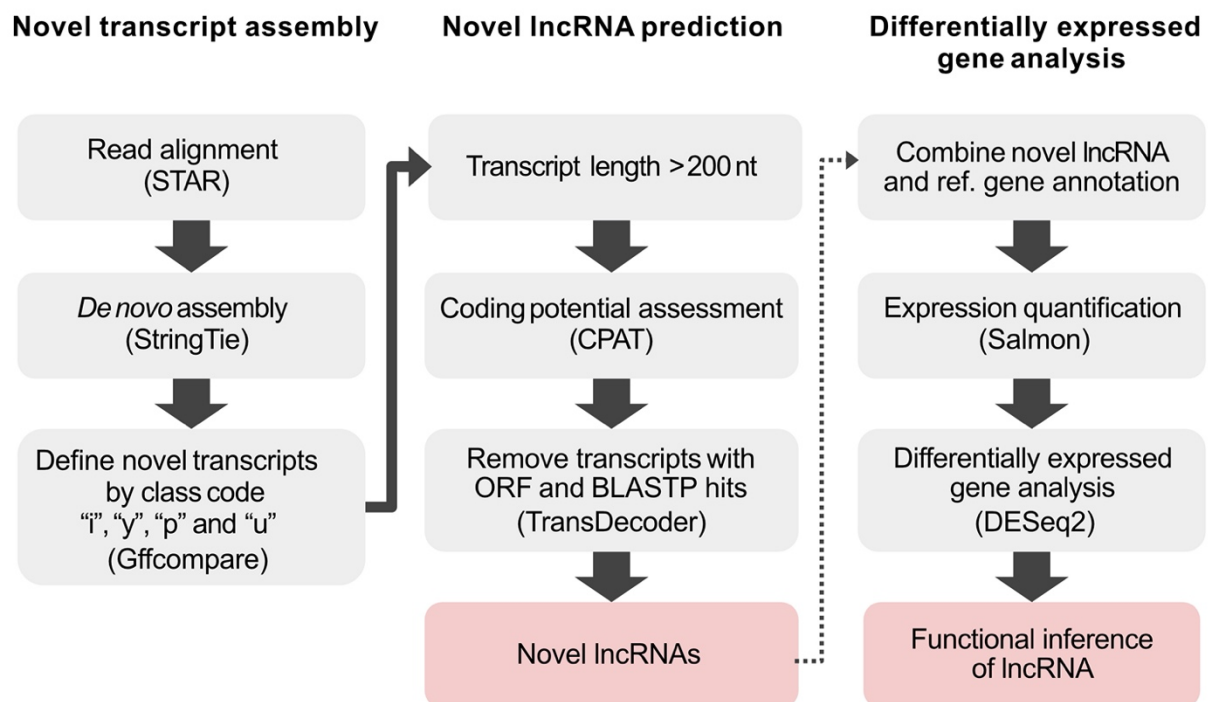 Novel transcript assembly
Read alignment
(STAR)
De novo assembly
(StringTie)
Define novel transcripts
by class code
“i”, “y”, “p” and “u”
(Gffcompare)
Novel lncRNA prediction
Transcript length >200 nt
Coding potential assessment
(CPAT)
Remove transcripts with
ORF and BLASTP hits
(TransDecoder)
Novel lncRNAs
Differentially expressed
gene analysis
Combine novel lncRNA
and ref. gene annotation
Expression quantification
(Salmon)
Differentially expressed
gene analysis
(DESeq2)
Functional inference
of lncRNA